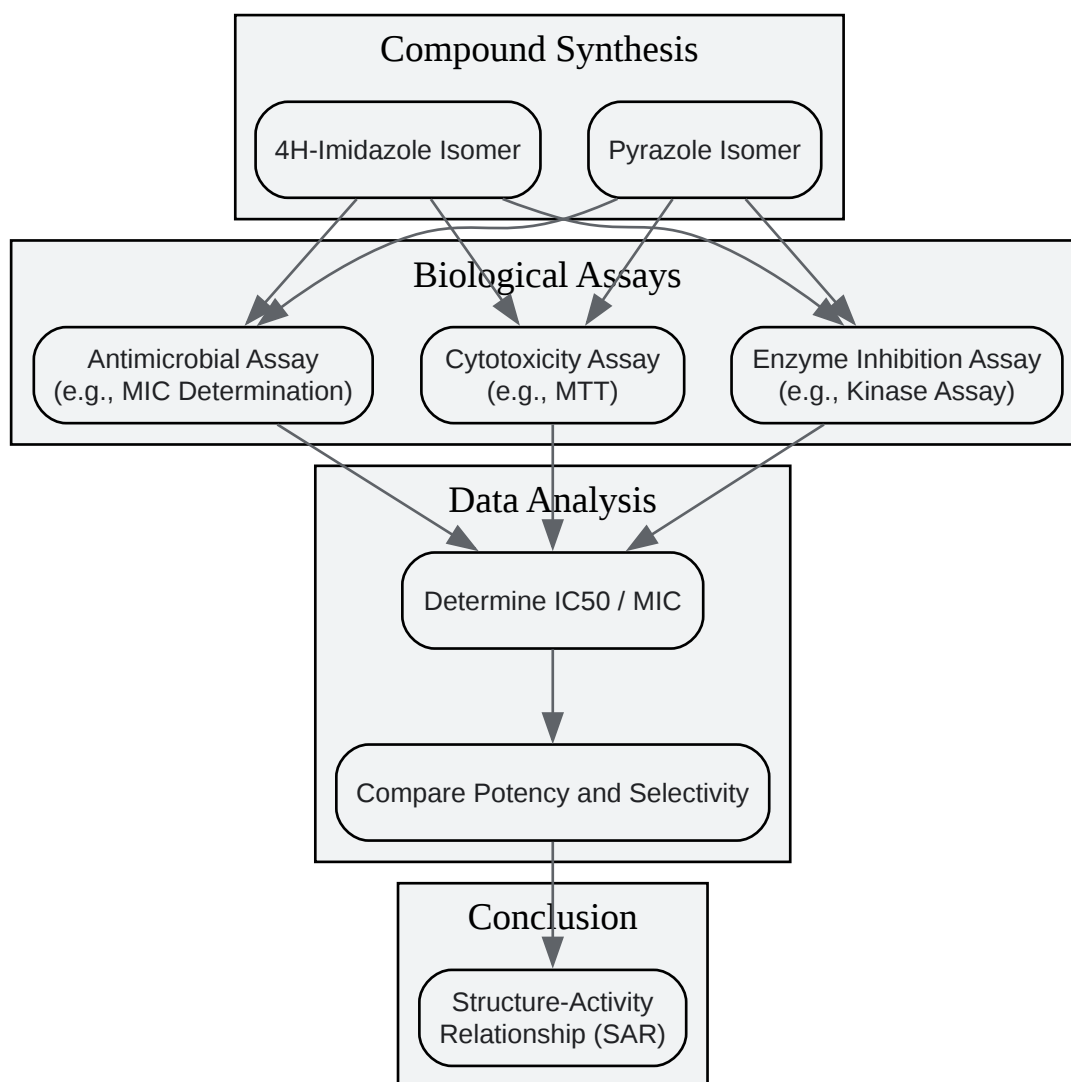 Compound Synthesis
4H-Imidazole Isomer
Pyrazole Isomer
Biological Assays
Antimicrobial Assay
(e.g., MIC Determination)
Cytotoxicity Assay
(e.g., MTT)
Enzyme Inhibition Assay
(e.g., Kinase Assay)
Data Analysis
Determine IC50 / MIC
Compare Potency and Selectivity
Conclusion
Structure-Activity
Relationship (SAR)